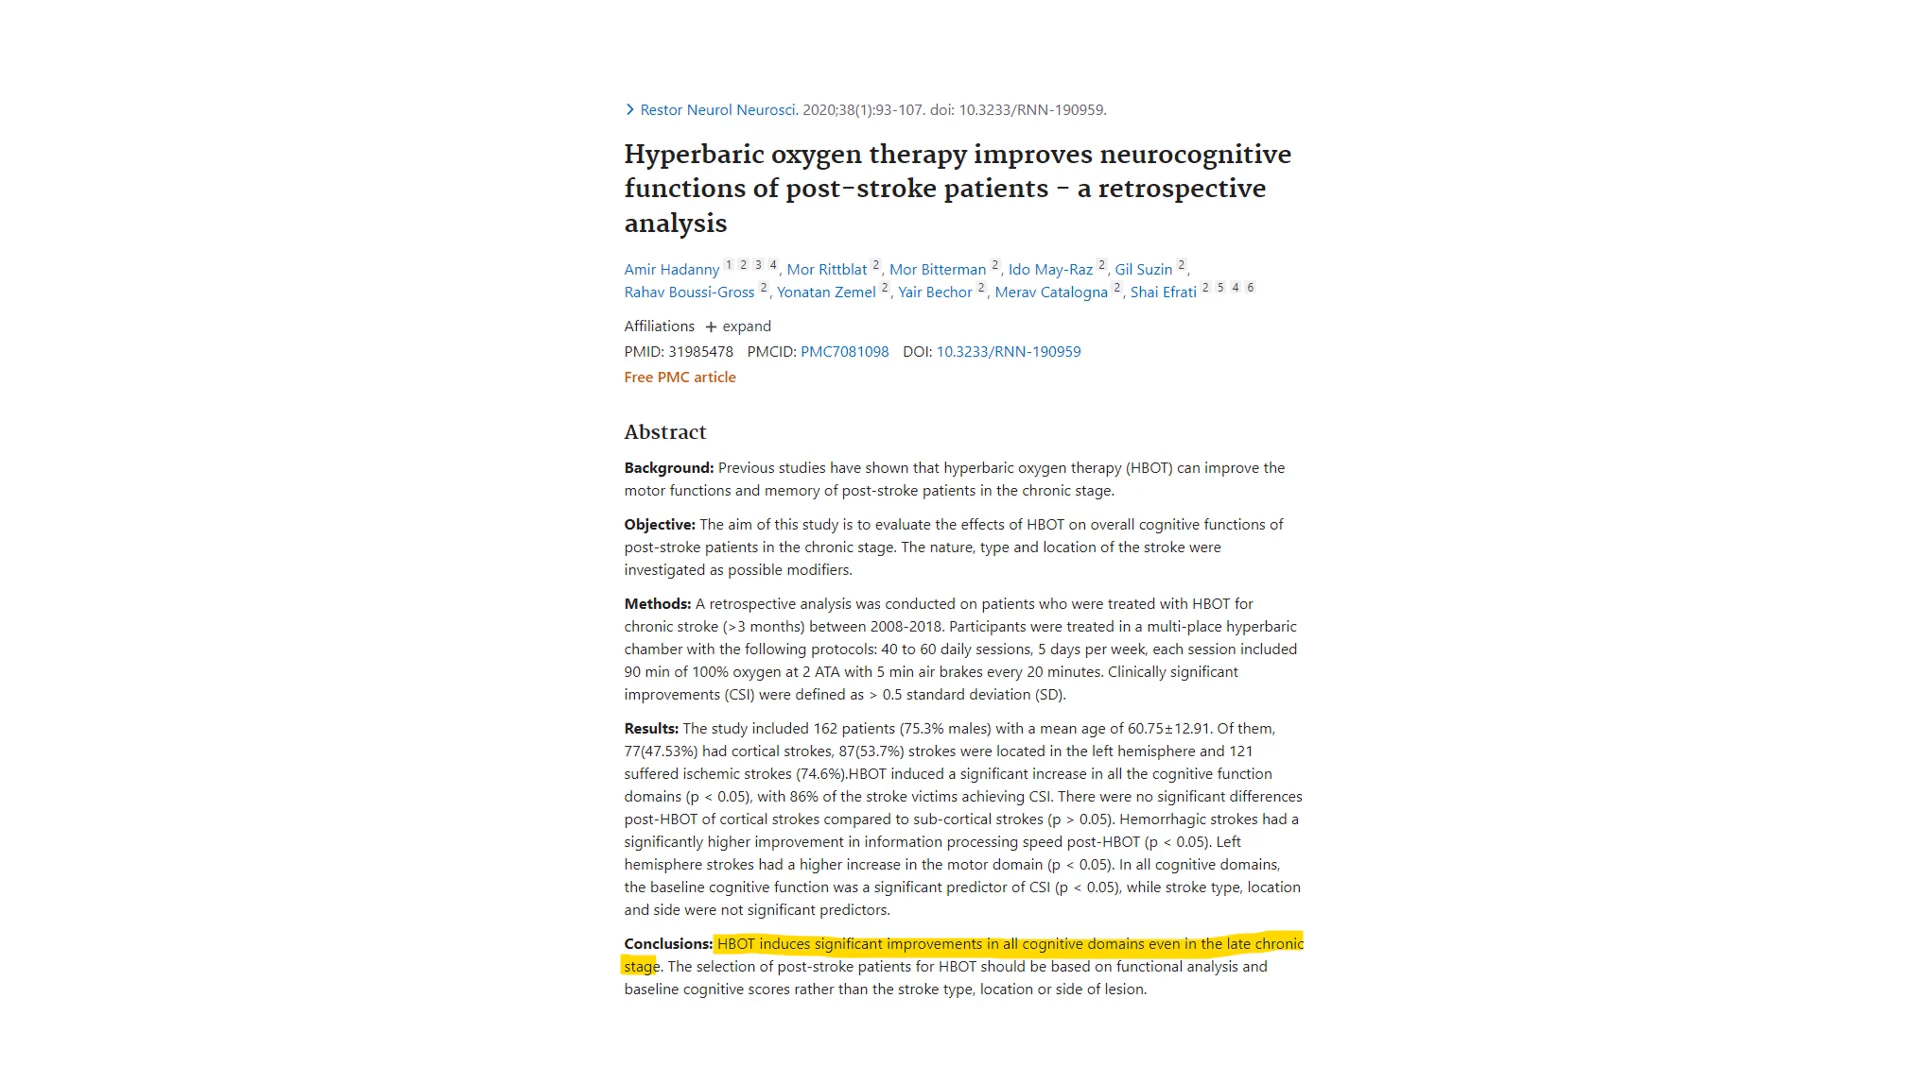 > Restor Neurol Neurosci. 2020;38(1):93-107. doi: 10.3233/RNN-190959.
Hyperbaric oxygen therapy improves neurocognitive
functions of post-stroke patients - a retrospective
analysis
Amir Hadanny 1 2 3 4, Mor Rittblat 2, Mor Bitterman 2, Ido May-Raz 2, Gil Suzin 2,
Rahav Boussi-Gross 2, Yonatan Zemel 2, Yair Bechor 2, Merav Catalogna 2, Shai Efrati 2 5 4 6
Affiliations + expand
PMID: 31985478 PMCID: PMC7081098 DOI: 10.3233/RNN-190959
Free PMC article
Abstract
Background: Previous studies have shown that hyperbaric oxygen therapy (HBOT) can improve the
motor functions and memory of post-stroke patients in the chronic stage.
Objective: The aim of this study is to evaluate the effects of HBOT on overall cognitive functions of
post-stroke patients in the chronic stage. The nature, type and location of the stroke were
investigated as possible modifiers.
Methods: A retrospective analysis was conducted on patients who were treated with HBOT for
chronic stroke (>3 months) between 2008-2018. Participants were treated in a multi-place hyperbaric
chamber with the following protocols: 40 to 60 daily sessions, 5 days per week, each session included
90 min of 100% oxygen at 2 ATA with 5 min air brakes every 20 minutes. Clinically significant
improvements (CSI) were defined as > 0.5 standard deviation (SD).
Results: The study included 162 patients (75.3% males) with a mean age of 60.75±12.91. Of them,
77(47.53%) had cortical strokes, 87(53.7%) strokes were located in the left hemisphere and 121
suffered ischemic strokes (74.6%).HBOT induced a significant increase in all the cognitive function
domains (p < 0.05), with 86% of the stroke victims achieving CSI. There were no significant differences
post-HBOT of cortical strokes compared to sub-cortical strokes (p > 0.05). Hemorrhagic strokes had a
significantly higher improvement in information processing speed post-HBOT (p < 0.05). Left
hemisphere strokes had a higher increase in the motor domain (p < 0.05). In all cognitive domains,
the baseline cognitive function was a significant predictor of CSI (p < 0.05), while stroke type, location
and side were not significant predictors.
Conclusions: HBOT induces significant improvements in all cognitive domains even in the late chronic
stage. The selection of post-stroke patients for HBOT should be based on functional analysis and
baseline cognitive scores rather than the stroke type, location or side of lesion.